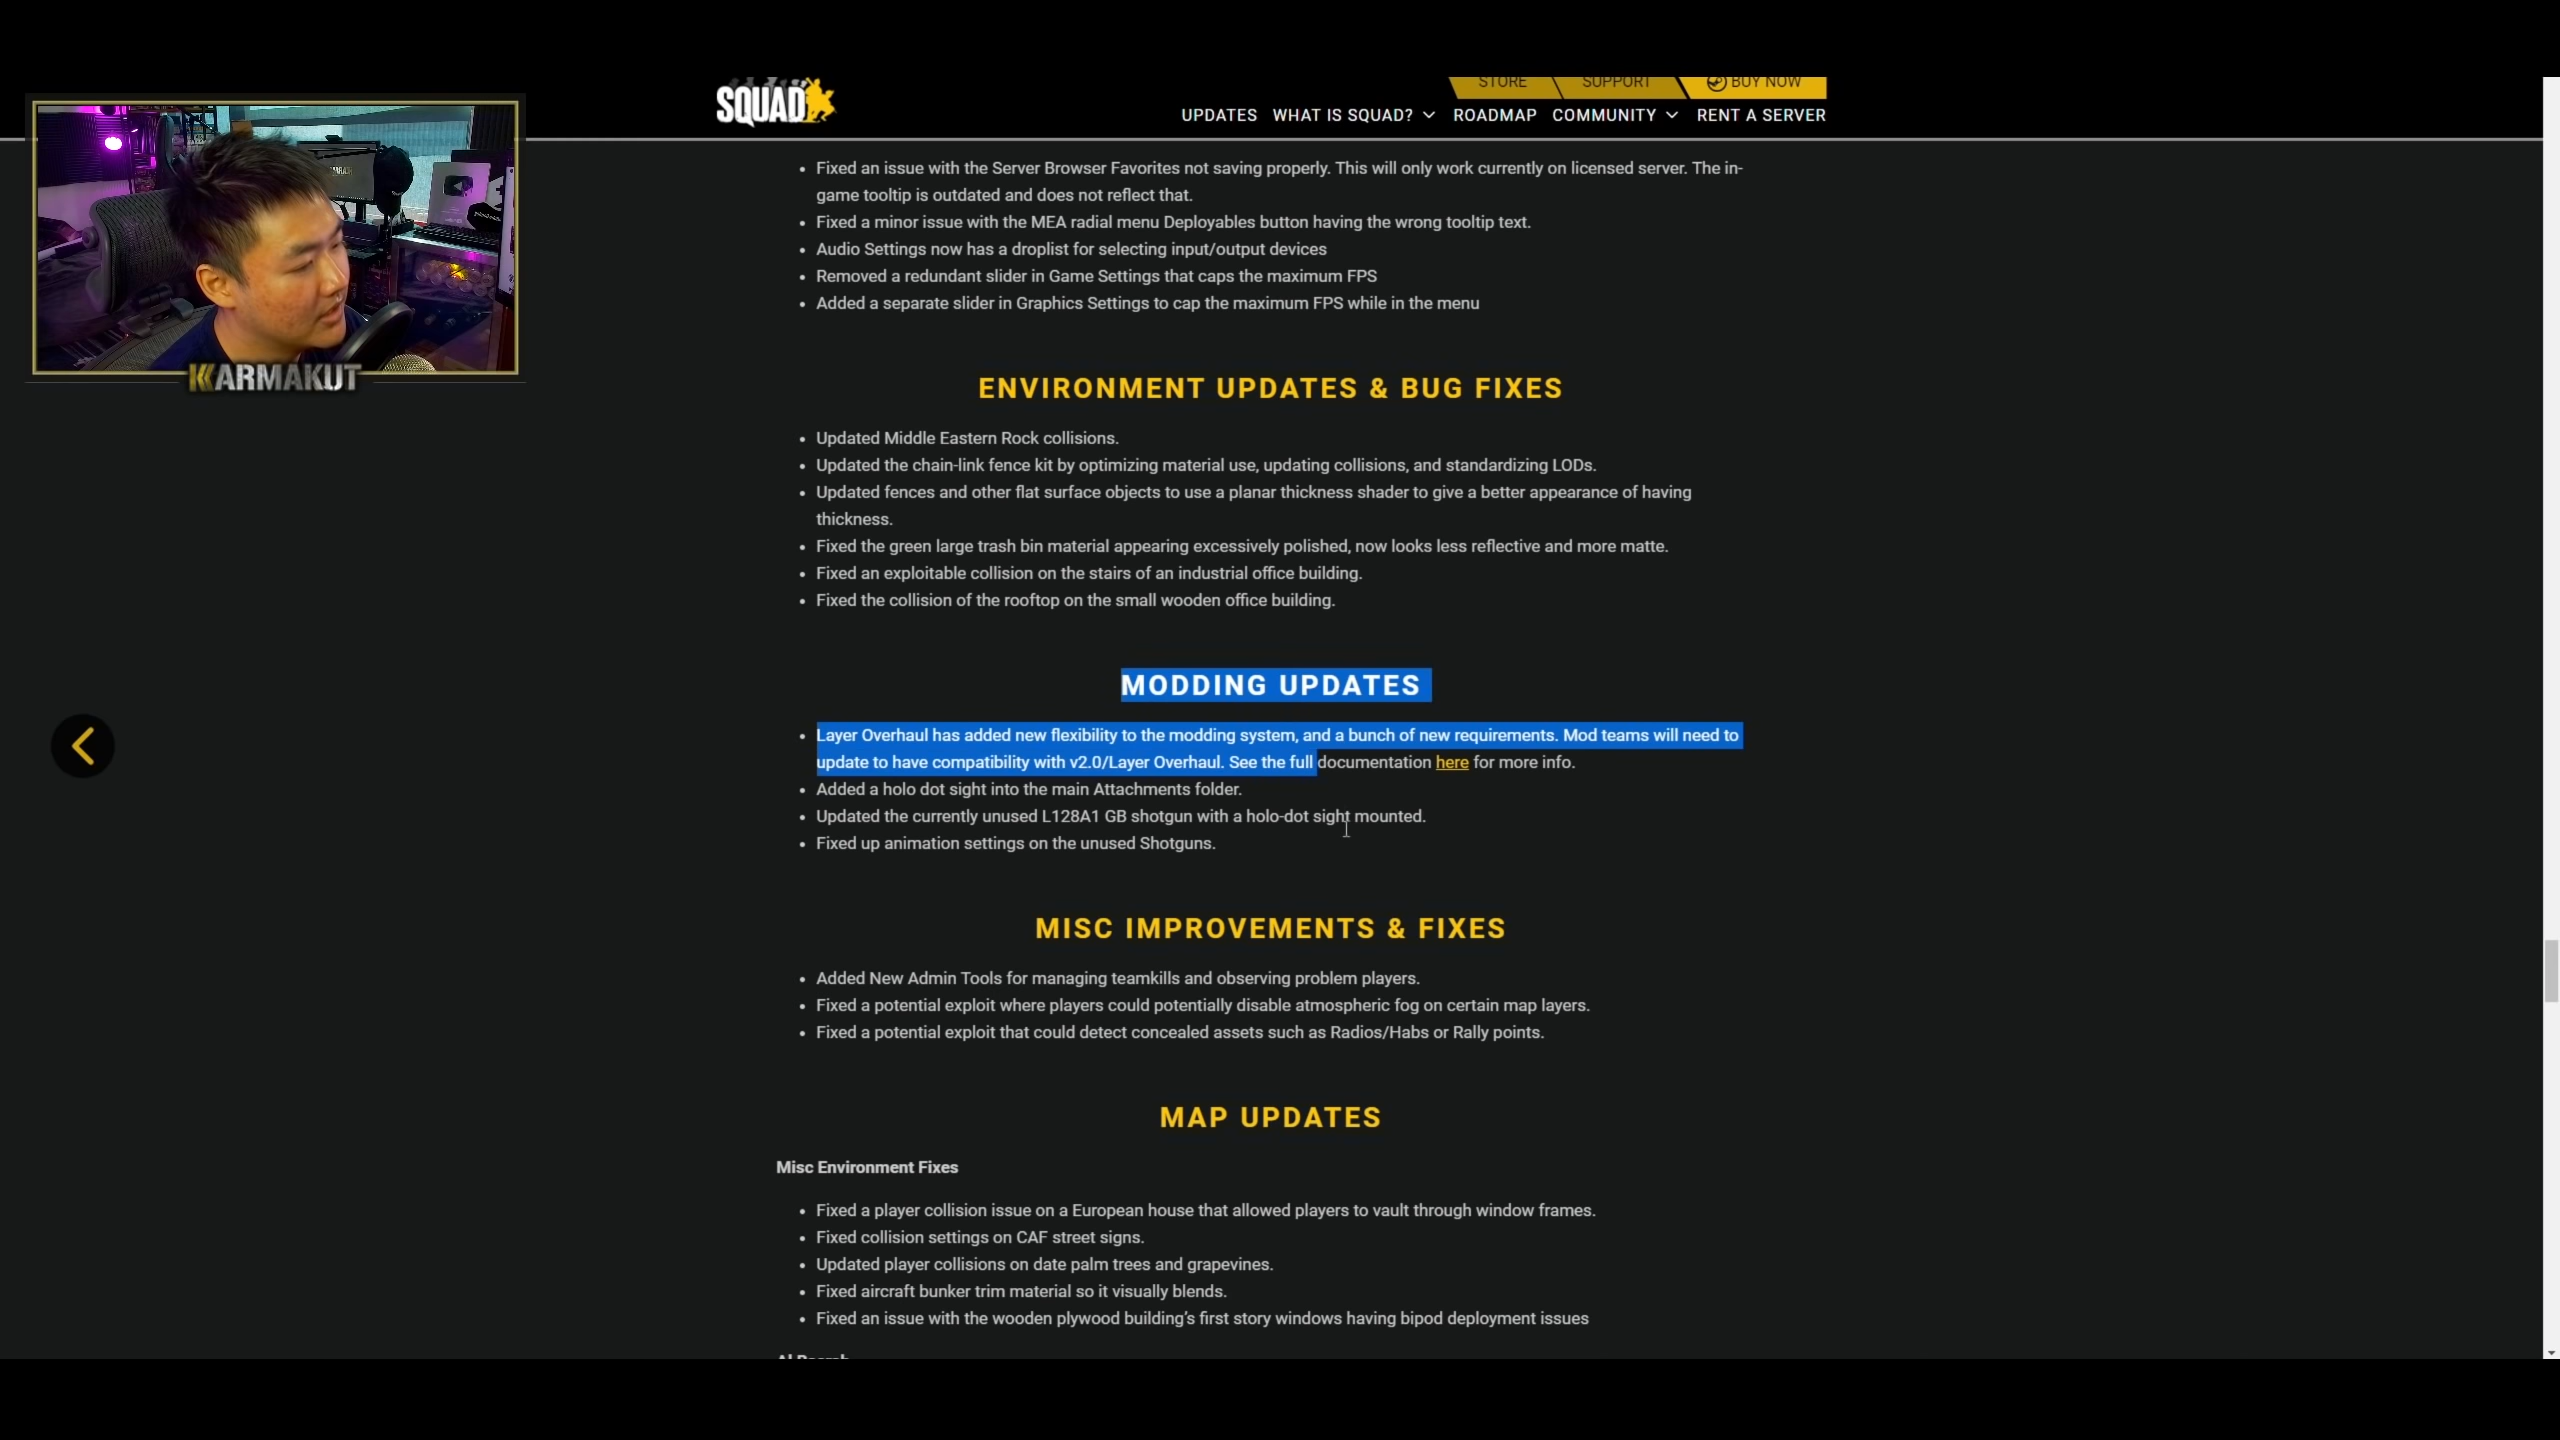 STORE SUPPORT BUY NOW
SQUAD
UPDATES WHAT IS SQUAD? ROADMAP COMMUNITY RENT A SERVER
KARMAKUT
• Fixed an issue with the Server Browser Favorites not saving properly. This will only work currently on licensed server. The in-
game tooltip is outdated and does not reflect that.
• Fixed a minor issue with the MEA radial menu Deployables button having the wrong tooltip text.
• Audio Settings now has a droplist for selecting input/output devices
• Removed a redundant slider in Game Settings that caps the maximum FPS
• Added a separate slider in Graphics Settings to cap the maximum FPS while in the menu
ENVIRONMENT UPDATES & BUG FIXES
• Updated Middle Eastern Rock collisions.
• Updated the chain-link fence kit by optimizing material use, updating collisions, and standardizing LODs.
• Updated fences and other flat surface objects to use a planar thickness shader to give a better appearance of having
thickness.
• Fixed the green large trash bin material appearing excessively polished, now looks less reflective and more matte.
• Fixed an exploitable collision on the stairs of an industrial office building.
• Fixed the collision of the rooftop on the small wooden office building.
MODDING UPDATES
• Layer Overhaul has added new flexibility to the modding system, and a bunch of new requirements. Mod teams will need to
update to have compatibility with v2.0/Layer Overhaul. See the full documentation here for more info.
• Added a holo dot sight into the main Attachments folder.
• Updated the currently unused L128A1 GB shotgun with a holo-dot sight mounted.
• Fixed up animation settings on the unused Shotguns.
MISC IMPROVEMENTS & FIXES
• Added New Admin Tools for managing teamkills and observing problem players.
• Fixed a potential exploit where players could potentially disable atmospheric fog on certain map layers.
• Fixed a potential exploit that could detect concealed assets such as Radios/Habs or Rally points.
MAP UPDATES
Misc Environment Fixes
• Fixed a player collision issue on a European house that allowed players to vault through window frames.
• Fixed collision settings on CAF street signs.
• Updated player collisions on date palm trees and grapevines.
• Fixed aircraft bunker trim material so it visually blends.
• Fixed an issue with the wooden plywood building's first story windows having bipod deployment issues